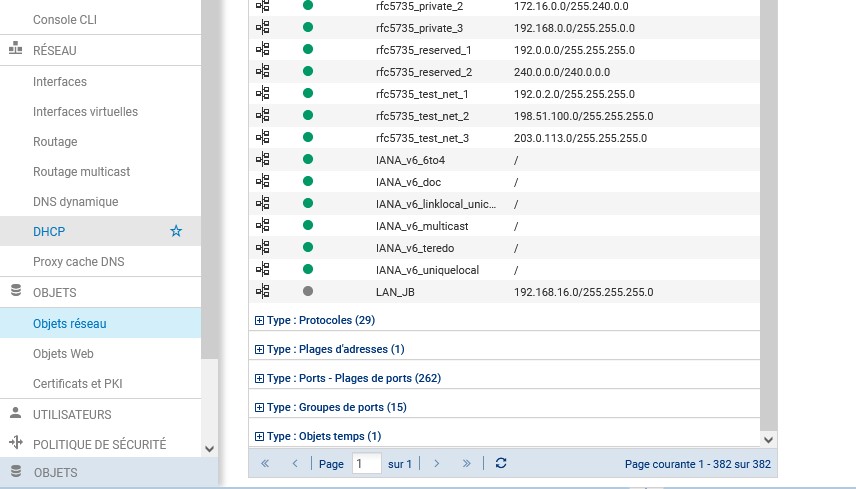 Console CLI
RÉSEAU
Interfaces
Interfaces virtuelles
Routage
Routage multicast
DNS dynamique
DHCP
Proxy cache DNS
OBJETS
Objets réseau
Objets Web
Certificats et PKI
UTILISATEURS
POLITIQUE DE SÉCURITÉ
OBJETS
rfc5735_private_2 172.16.0.0/255.240.0.0
rfc5735_private_3 192.168.0.0/255.255.0.0
rfc5735_reserved_1 192.0.0.0/255.255.255.0
rfc5735_reserved_2 240.0.0.0/240.0.0.0
rfc5735_test_net_1 192.0.2.0/255.255.255.0
rfc5735_test_net_2 198.51.100.0/255.255.255.0
rfc5735_test_net_3 203.0.113.0/255.255.255.0
IANA_v6_6to4 /
IANA_v6_doc /
IANA_v6_linklocal_unic... /
IANA_v6_multicast /
IANA_v6_teredo /
IANA_v6_uniquelocal /
LAN_JB 192.168.16.0/255.255.255.0
Type : Protocoles (29)
Type : Plages d'adresses (1)
Type : Ports - Plages de ports (262)
Type : Groupes de ports (15)
Type : Objets temps (1)
Page 1 sur 1 Page courante 1 - 382 sur 382